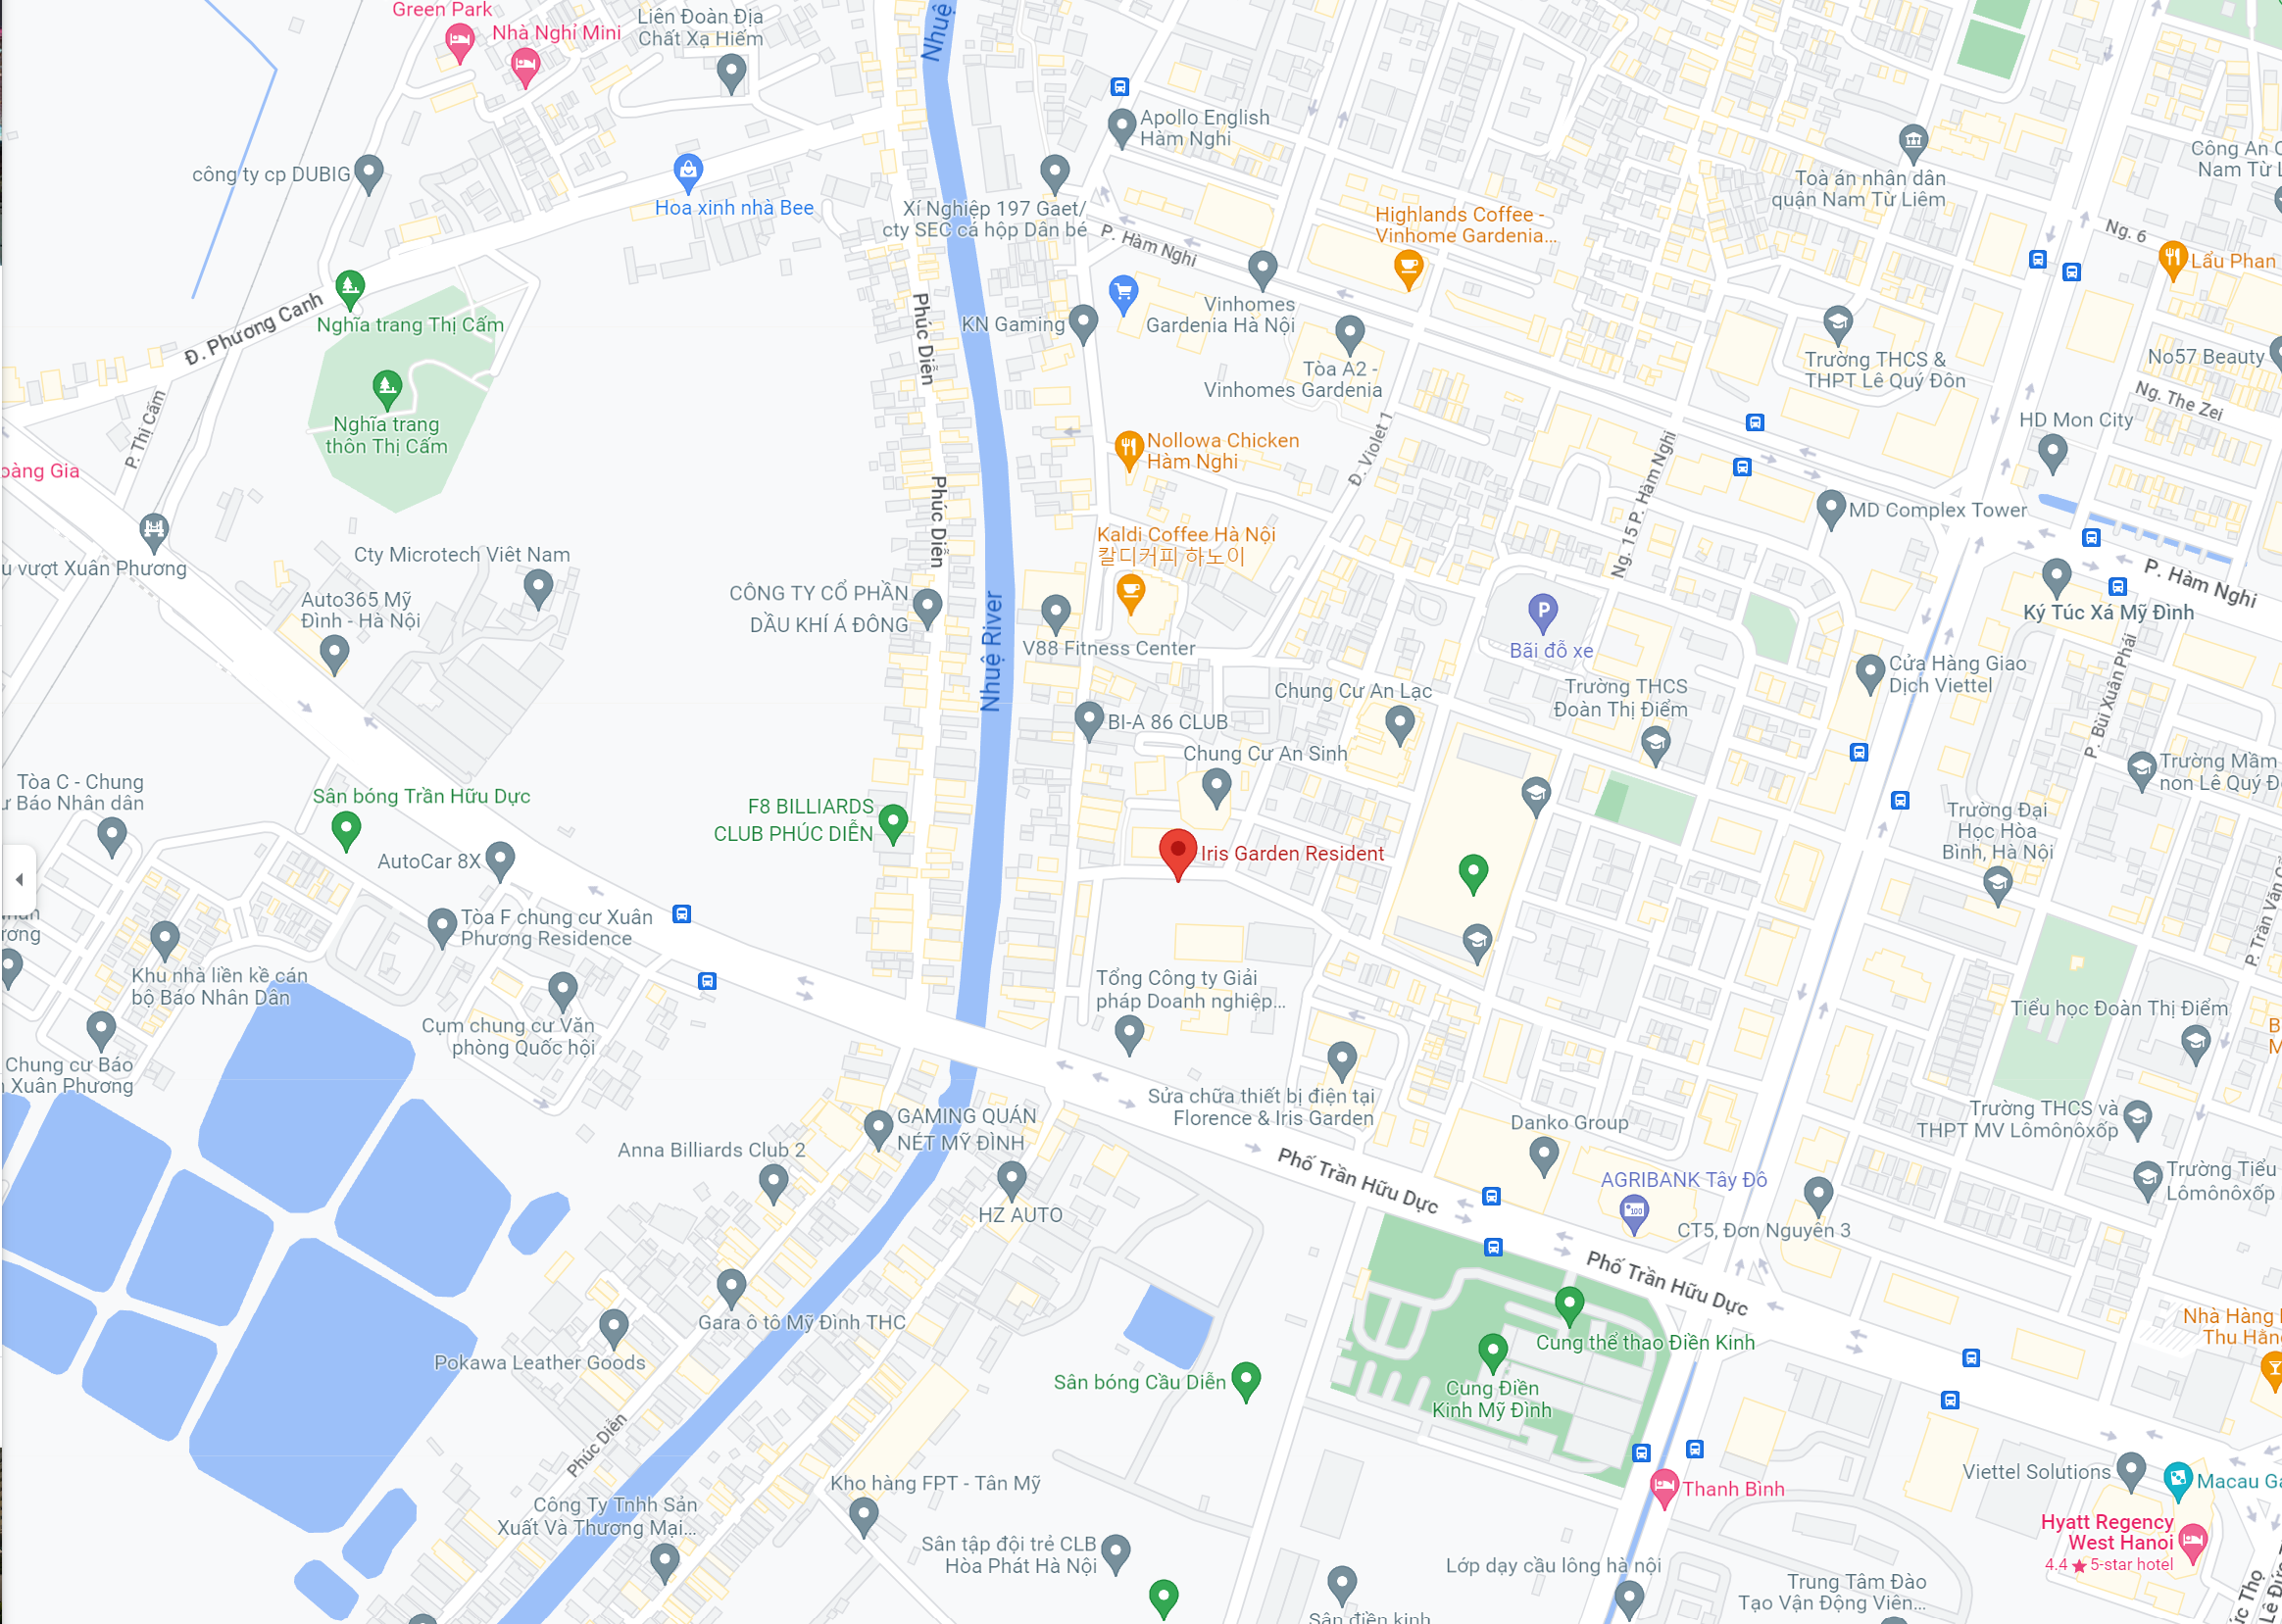 Green Park
Nhà Nghỉ Mini
Liên Đoàn Địa
Chất Xạ Hiếm
Nhuệ
Apollo English
Hàm Nghi
Toà án nhân dân
quận Nam Từ Liêm
Công An
Nam Từ
công ty cp DUBIG
Hoa xinh nhà Bee
Xí Nghiệp 197 Gaet/
cty SEC cá hộp Dân bé
P. Hàm Nghi
Highlands Coffee -
Vinhome Gardenia...
Ng. 6
Lẩu Phan
Đ. Phương Canh
Nghĩa trang Thị Cấm
Phúc Diễn
KN Gaming
Vinhomes
Gardenia Hà Nội
Tòa A2 -
Vinhomes Gardenia
Trường THCS &
THPT Lê Quý Đôn
No57 Beauty
Ng. The Zei
P. Thị Cấm
Nghĩa trang
thôn Thị Cấm
Nollowa Chicken
Hàm Nghi
Đ. Violet 1
Ng. 15 P. Hàm Nghi
HD Mon City
oàng Gia
Phúc Diễn
MD Complex Tower
u vượt Xuân Phương
Cty Microtech Việt Nam
Kaldi Coffee Hà Nội
칼디커피 하노이
P. Hàm Nghi
Auto365 Mỹ
Đình - Hà Nội
CÔNG TY CỔ PHẦN
DẦU KHÍ Á ĐÔNG
Nhuệ River
V88 Fitness Center
Bãi đỗ xe
Ký Túc Xá Mỹ Đình
Cửa Hàng Giao
Dịch Viettel
P. Bùi Xuân Phái
Chung Cư An Lạc
Trường THCS
Đoàn Thị Điểm
BI-A 86 CLUB
Chung Cư An Sinh
Trường Mầm
non Lê Quý
Tòa C - Chung
Báo Nhân dân
Sân bóng Trần Hữu Dực
F8 BILLIARDS
CLUB PHÚC DIỄN
AutoCar 8X
Iris Garden Resident
Trường Đại
Học Hòa
Bình, Hà Nội
ương
Tòa F chung cư Xuân
Phương Residence
P. Trần Văn
Khu nhà liền kề cán
bộ Báo Nhân Dân
Tổng Công ty Giải
pháp Doanh nghiệp...
Tiểu học Đoàn Thị Điểm
Cụm chung cư Văn
phòng Quốc hội
Chung cư Báo
Xuân Phương
Sửa chữa thiết bị điện tại
Florence & Iris Garden
Danko Group
Trường THCS và
THPT MV Lômônôxốp
GAMING QUÁN
NÉT MỸ ĐÌNH
Anna Billiards Club 2
Phố Trần Hữu Dực
AGRIBANK Tây Đô
Trường Tiểu
Lômônôxốp
HZ AUTO
CT5, Đơn Nguyên 3
Phố Trần Hữu Dực
Gara ô tô Mỹ Đình THC
Pokawa Leather Goods
Cung thể thao Điền Kinh
Nhà Hàng
Thu Hằng
Sân bóng Cầu Diễn
Cung Điền
Kinh Mỹ Đình
Phúc Diễn
Kho hàng FPT - Tân Mỹ
Viettel Solutions
Macau
Thanh Bình
Công Ty Tnhh Sản
Xuất Và Thương Mại...
Hyatt Regency
West Hanoi
4.4 ★ 5-star hotel
Sân tập đội trẻ CLB
Hòa Phát Hà Nội
Lớp dạy cầu lông hà nội
Trung Tâm Đào
Tạo Vận Động Viên...
Sân điền kinh